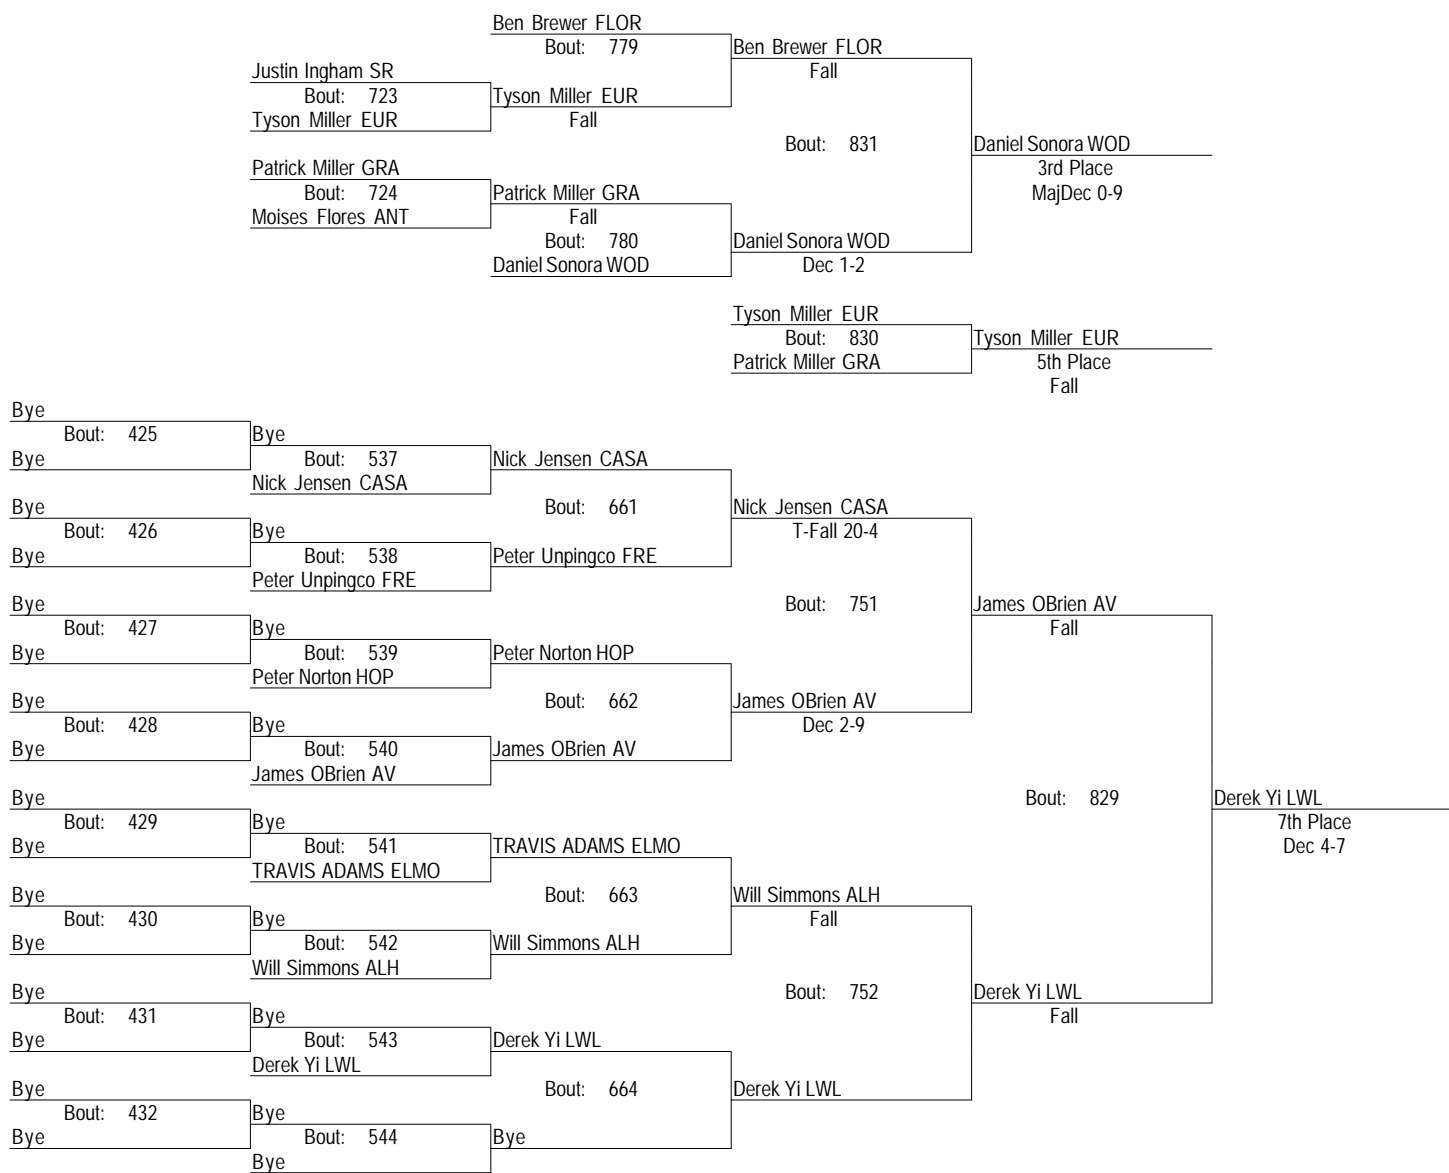 Ben Brewer FLOR
Bout: 779 Ben Brewer FLOR
Justin Ingham SR Fall
Bout: 723 Tyson Miller EUR
Tyson Miller EUR Fall
Bout: 831 Daniel Sonora WOD
Patrick Miller GRA 3rd Place
Bout: 724 Patrick Miller GRA MajDec 0-9
Moises Flores ANT Fall
Bout: 780 Daniel Sonora WOD
Daniel Sonora WOD Dec 1-2
Tyson Miller EUR
Bout: 830 Tyson Miller EUR
Patrick Miller GRA 5th Place
Fall
Bye
Bout: 425 Bye
Bye Bout: 537 Nick Jensen CASA
Nick Jensen CASA
Bye Bout: 661 Nick Jensen CASA
Bout: 426 Bye T-Fall 20-4
Bye Bout: 538 Peter Unpingco FRE
Peter Unpingco FRE
Bye Bout: 751 James OBrien AV
Bout: 427 Bye Fall
Bye Bout: 539 Peter Norton HOP
Peter Norton HOP
Bye Bout: 662 James OBrien AV
Bout: 428 Bye Dec 2-9
Bye Bout: 540 James OBrien AV
James OBrien AV
Bye Bout: 829 Derek Yi LWL
Bout: 429 Bye 7th Place
Bye Bout: 541 TRAVIS ADAMS ELMO Dec 4-7
TRAVIS ADAMS ELMO
Bye Bout: 663 Will Simmons ALH
Bout: 430 Bye Fall
Bye Bout: 542 Will Simmons ALH
Will Simmons ALH
Bye Bout: 752 Derek Yi LWL
Bout: 431 Bye Fall
Bye Bout: 543 Derek Yi LWL
Derek Yi LWL
Bye Bout: 664 Derek Yi LWL
Bout: 432 Bye
Bye Bout: 544 Bye
Bye